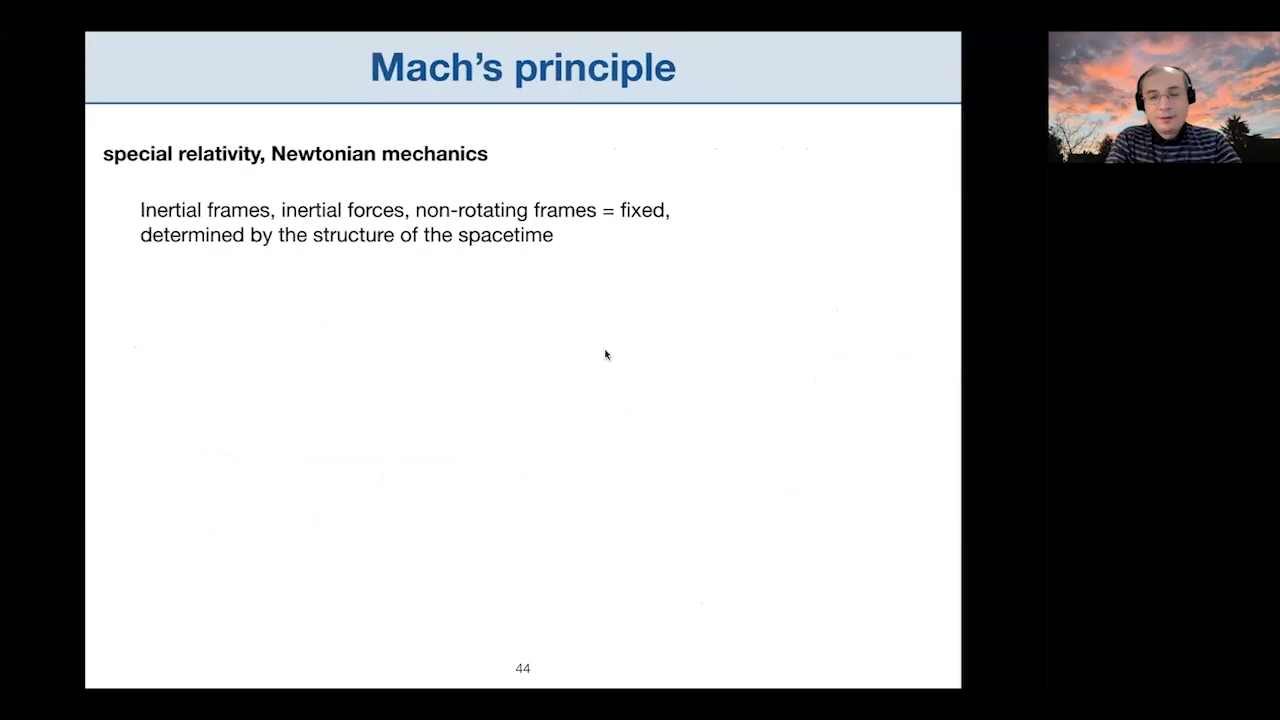 Mach's principle
special relativity, Newtonian mechanics
Inertial frames, inertial forces, non-rotating frames = fixed,
determined by the structure of the spacetime
44